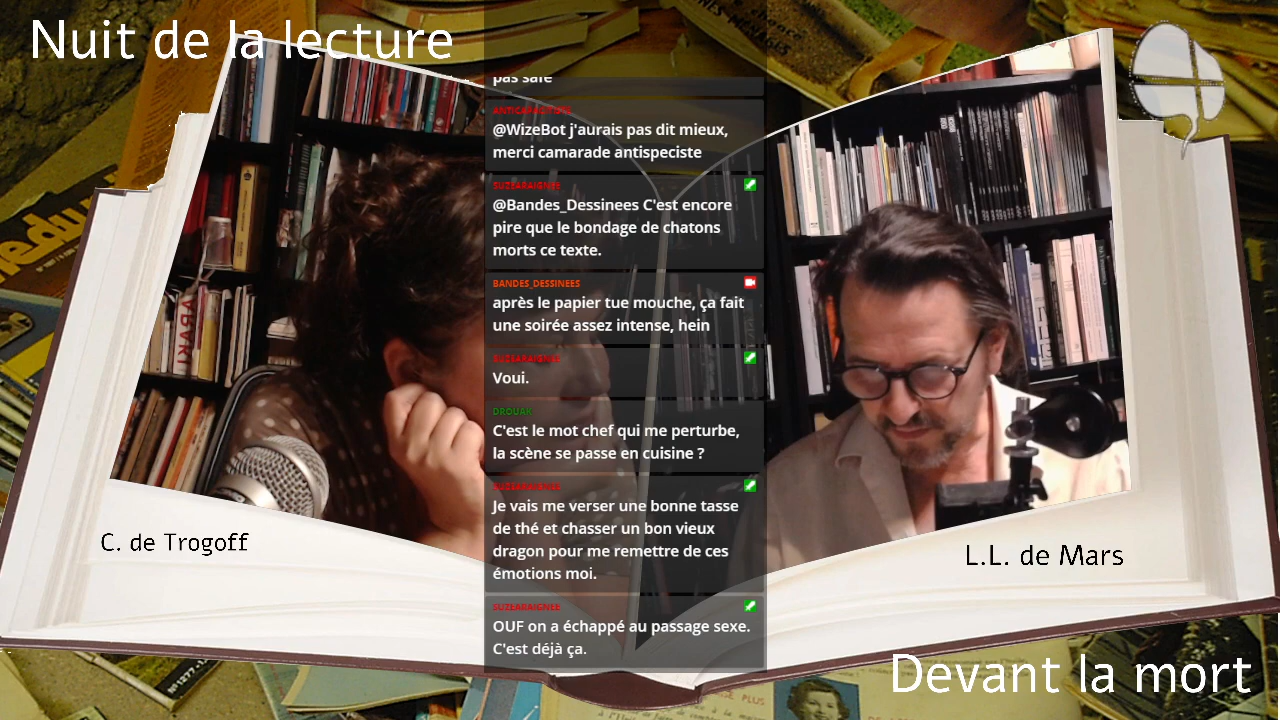 Nuit de la lecture
pas safe
@WizeBot j'aurais pas dit mieux,
merci camarade antispeciste
SUZEARAIGNEE
@Bandes_Dessinees C'est encore
pire que le bondage de chatons
morts ce texte.
BANDES_DESSINEES
après le papier tue mouche, ça fait
une soirée assez intense, hein
SUZEARAIGNEE
Voui.
DROUAK
C'est le mot chef qui me perturbe,
la scène se passe en cuisine ?
SUZEARAIGNEE
Je vais me verser une bonne tasse
de thé et chasser un bon vieux
dragon pour me remettre de ces
émotions moi.
SUZEARAIGNEE
OUF on a échappé au passage sexe.
C'est déjà ça.
ARAKI
C. de Trogoff
L.L. de Mars
Devant la mort